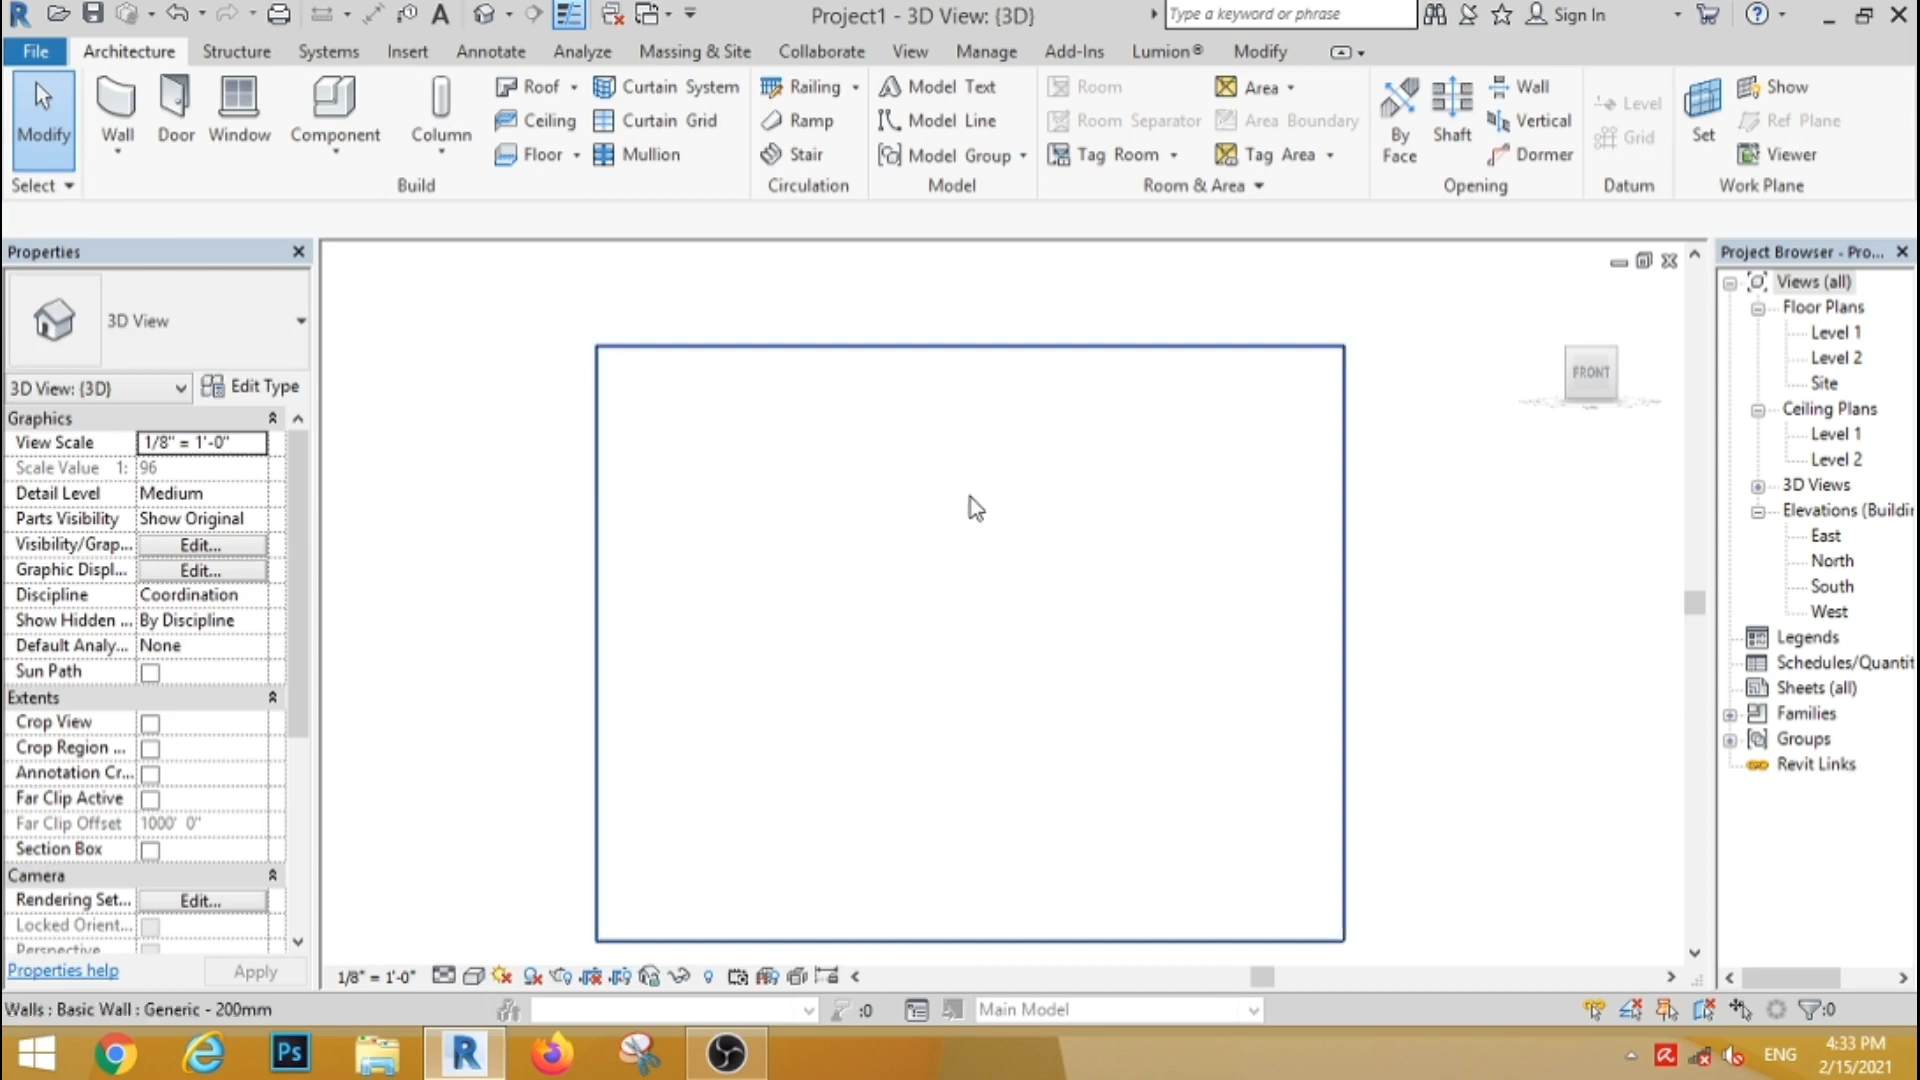 Project1 - 3D View: {3D}
Type a keyword or phrase
Sign In
File Architecture Structure Systems Insert Annotate Analyze Massing & Site Collaborate View Manage Add-Ins Lumion® Modify
Modify
Wall
Door
Window
Component
Column
Roof
Ceiling
Floor
Curtain System
Curtain Grid
Mullion
Railing
Ramp
Stair
Model Text
Model Line
Model Group
Room
Room Separator
Tag Room
Area
Area Boundary
Tag Area
By
Face
Shaft
Wall
Vertical
Dormer
Level
Grid
Set
Show
Ref Plane
Viewer
Select Build Circulation Model Room & Area Opening Datum Work Plane
Properties
3D View
3D View: {3D} Edit Type
Graphics
View Scale 1/8" = 1'-0"
Scale Value 1: 96
Detail Level Medium
Parts Visibility Show Original
Visibility/Grap... Edit...
Graphic Displ... Edit...
Discipline Coordination
Show Hidden ... By Discipline
Default Analy... None
Sun Path
Extents
Crop View
Crop Region ...
Annotation Cr...
Far Clip Active
Far Clip Offset 1000' 0"
Section Box
Camera
Rendering Set... Edit...
Locked Orient...
Perspective
Properties help Apply
FRONT
1/8" = 1'-0"
Project Browser - Pro...
Views (all)
Floor Plans
Level 1
Level 2
Site
Ceiling Plans
Level 1
Level 2
3D Views
Elevations (Buildin
East
North
South
West
Legends
Schedules/Quantit
Sheets (all)
Families
Groups
Revit Links
Walls : Basic Wall : Generic - 200mm
:0
Main Model
:0
Ps
R
ENG
4:33 PM
2/15/2021